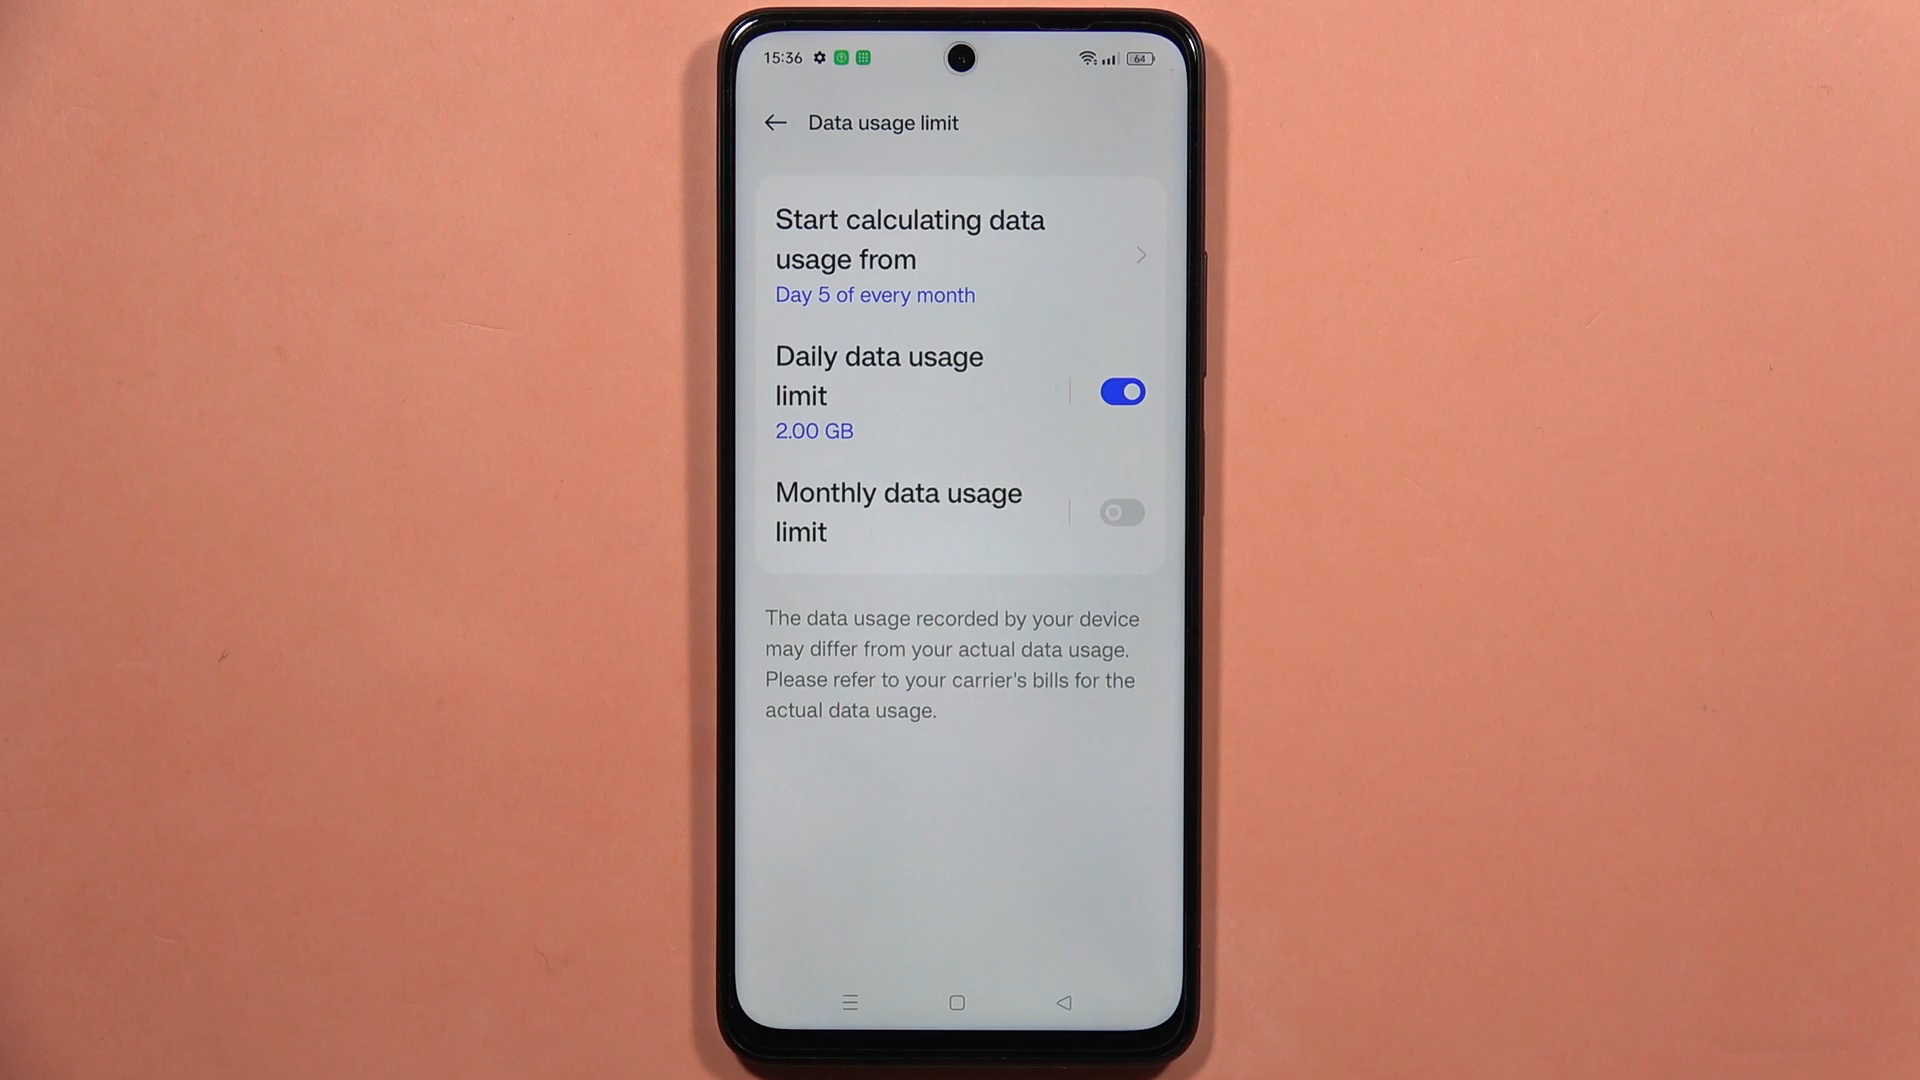 15:36
64
Data usage limit
Start calculating data
usage from
Day 5 of every month
Daily data usage
limit
2.00 GB
Monthly data usage
limit
The data usage recorded by your device
may differ from your actual data usage.
Please refer to your carrier's bills for the
actual data usage.